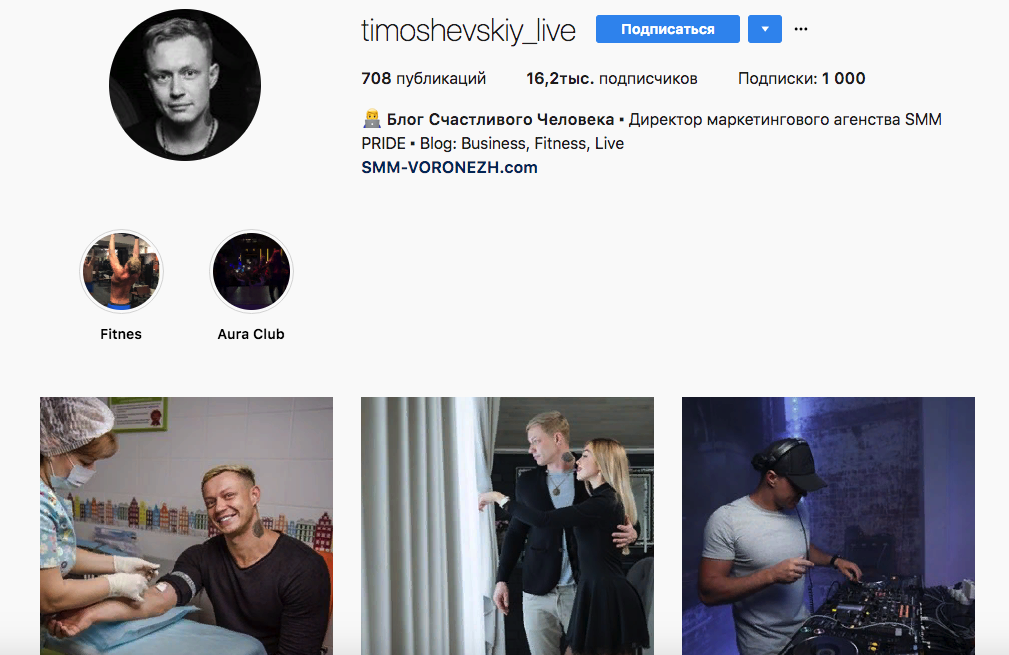 timoshevskiy_live Подписаться
708 публикаций 16,2тыс. подписчиков Подписки: 1 000
Блог Счастливого Человека ▪ Директор маркетингового агенства SMM
PRIDE ▪ Blog: Business, Fitness, Live
SMM-VORONEZH.com
Fitnes Aura Club